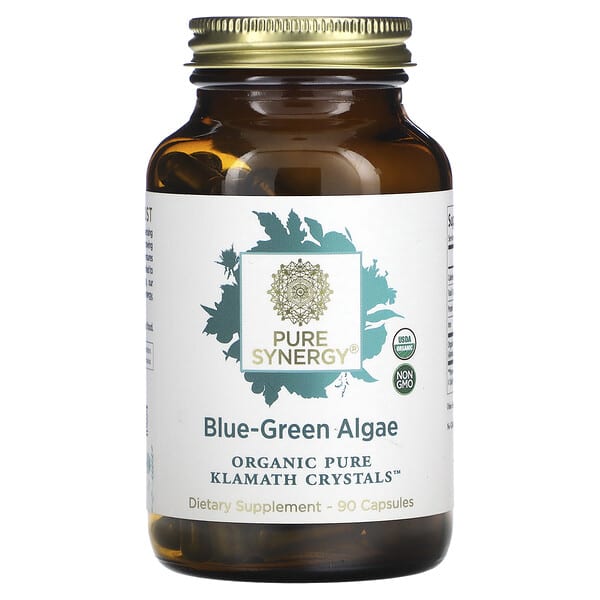 PURE
SYNERGY®
USDA
ORGANIC
NON
GMO
Blue-Green Algae
ORGANIC PURE
KLAMATH CRYSTALS™
Dietary Supplement - 90 Capsules